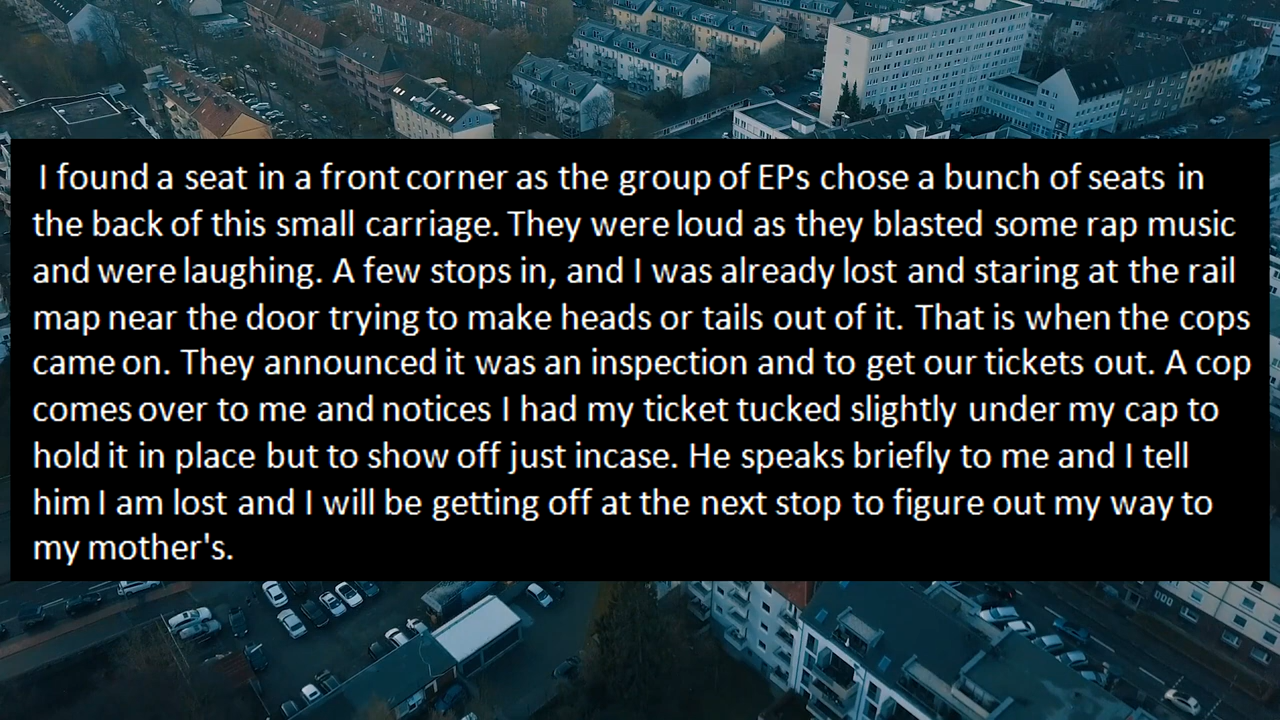 I found a seat in a front corner as the group of EPs chose a bunch of seats in
the back of this small carriage. They were loud as they blasted some rap music
and were laughing. A few stops in, and I was already lost and staring at the rail
map near the door trying to make heads or tails out of it. That is when the cops
came on. They announced it was an inspection and to get our tickets out. A cop
comes over to me and notices I had my ticket tucked slightly under my cap to
hold it in place but to show off just incase. He speaks briefly to me and I tell
him I am lost and I will be getting off at the next stop to figure out my way to
my mother's.